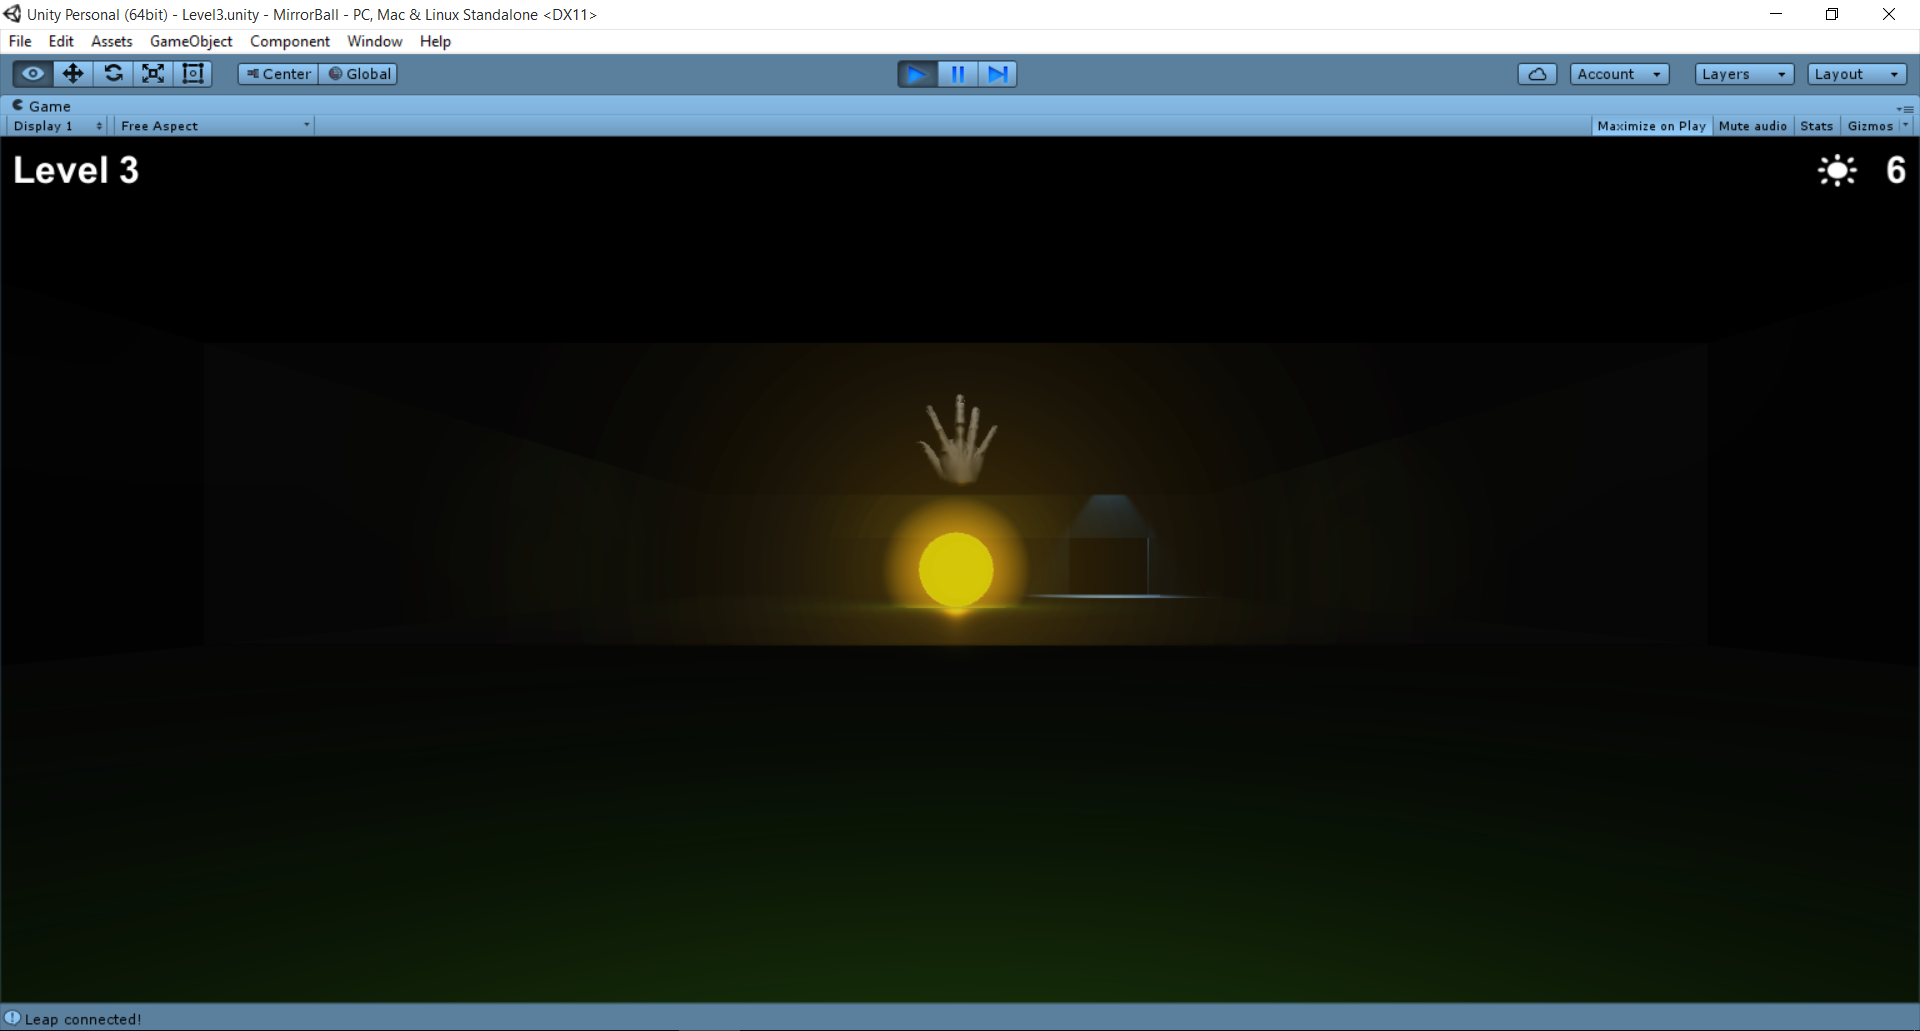 Unity Personal (64bit) - Level3.unity - MirrorBall - PC, Mac & Linux Standalone <DX11>
File Edit Assets GameObject Component Window Help
Center Global Account Layers Layout
Game
Display 1 Free Aspect Maximize on Play Mute audio Stats Gizmos
Level 3 6
Leap connected!